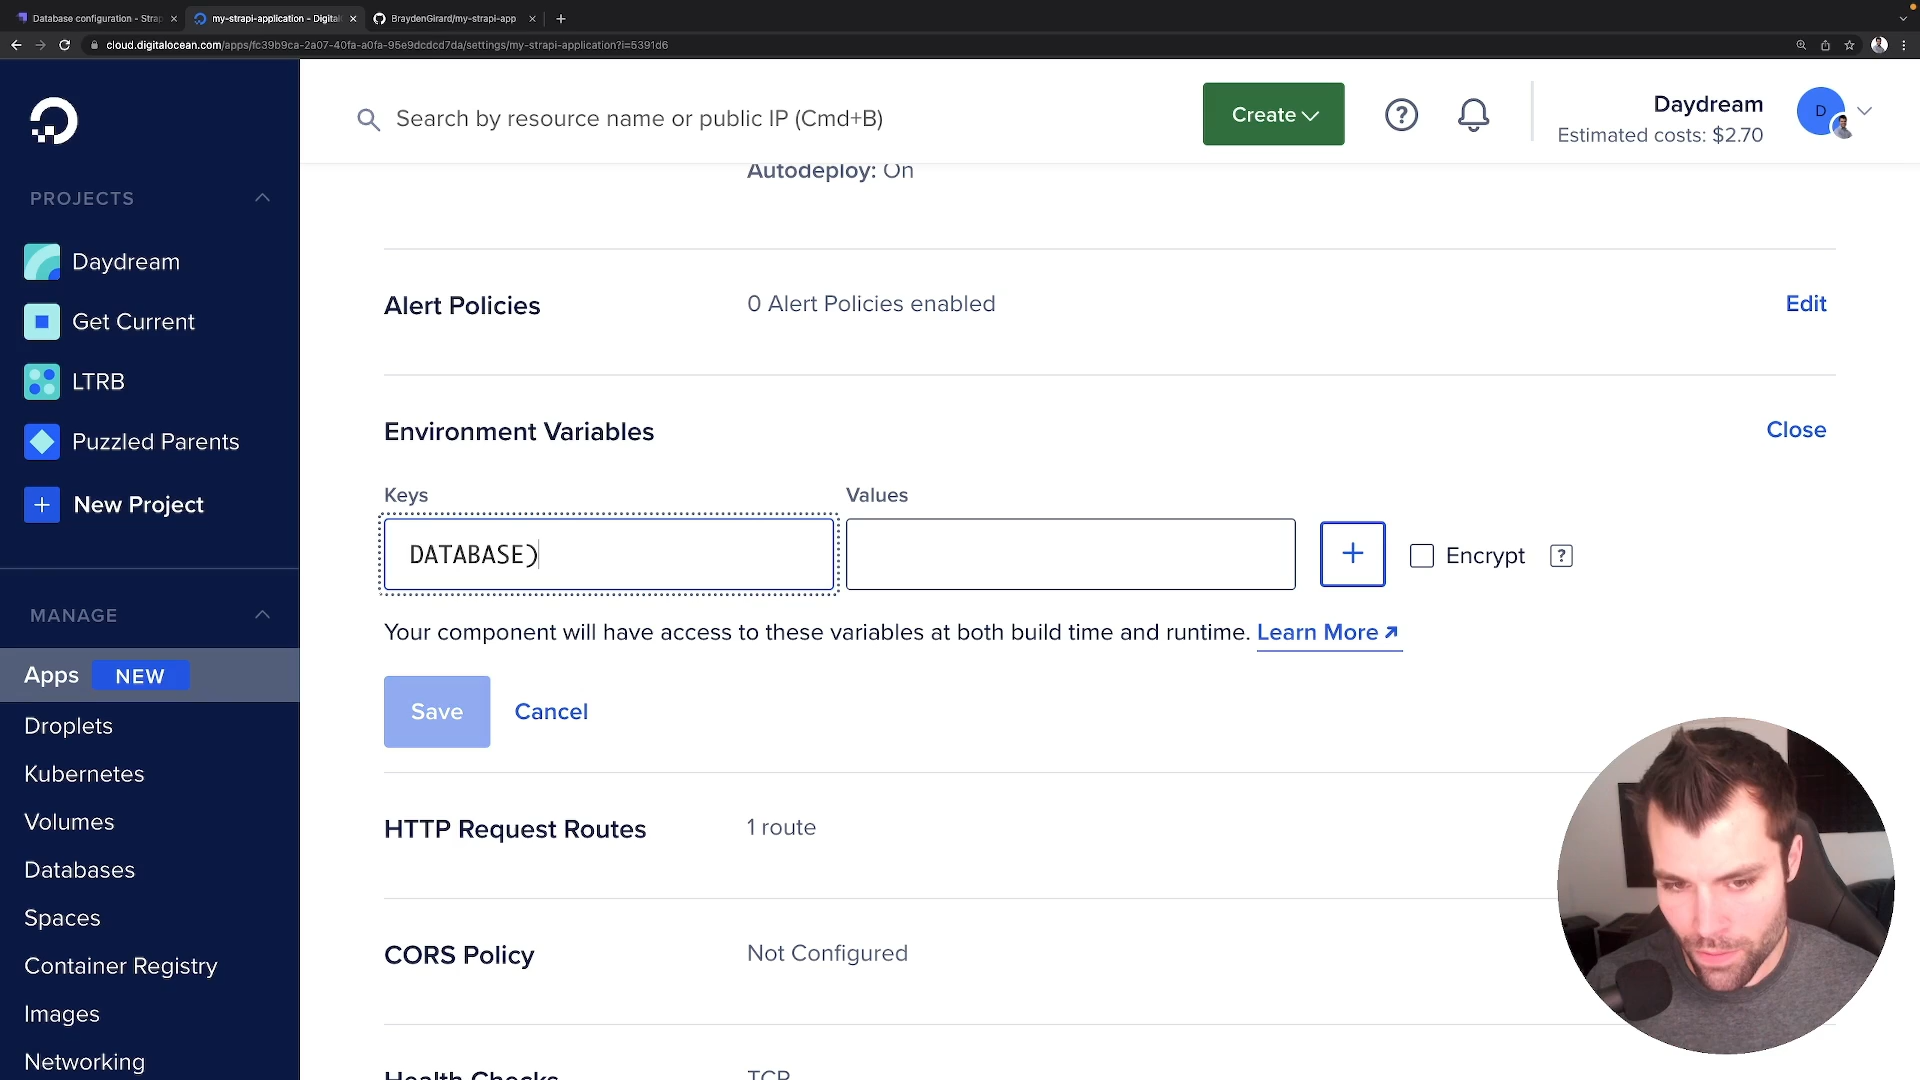 Database configuration - Strap
my-strapi-application - Digital
BraydenGirard/my-strapi-app
cloud.digitalocean.com/apps/fc39b9ca-2a07-40fa-a0fa-95e9dcdcd7da/settings/my-strapi-application?i=5391d6
Search by resource name or public IP (Cmd+B)
Create
Daydream
Estimated costs: $2.70
D
PROJECTS
Daydream
Get Current
LTRB
Puzzled Parents
New Project
MANAGE
Apps NEW
Droplets
Kubernetes
Volumes
Databases
Spaces
Container Registry
Images
Networking
Autodeploy: On
Alert Policies
0 Alert Policies enabled
Edit
Environment Variables
Close
Keys
Values
DATABASE)
Encrypt
Your component will have access to these variables at both build time and runtime. Learn More
Save
Cancel
HTTP Request Routes
1 route
CORS Policy
Not Configured
Health Checks
TCP